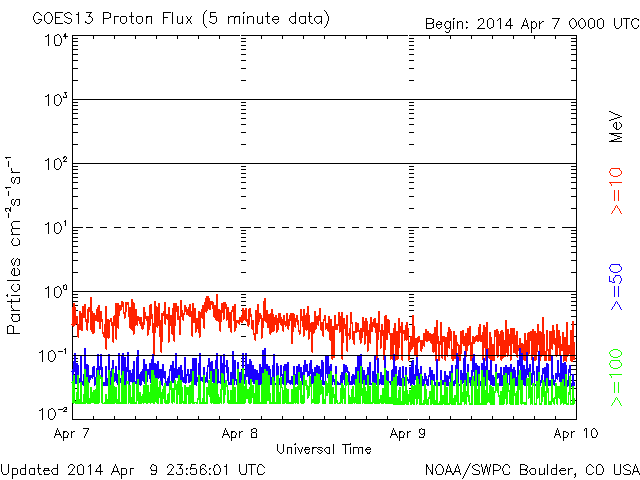 GOES13 Proton Flux (5 minute data)
Begin: 2014 Apr 7 0000 UTC
Particles cm⁻²s⁻¹sr⁻¹
10⁴
10³
10²
10¹
10⁰
10⁻¹
10⁻²
Apr 7
Apr 8
Apr 9
Apr 10
Universal Time
MeV
>=10
>=50
>=100
Updated 2014 Apr 9 23:56:01 UTC
NOAA/SWPC Boulder, CO USA